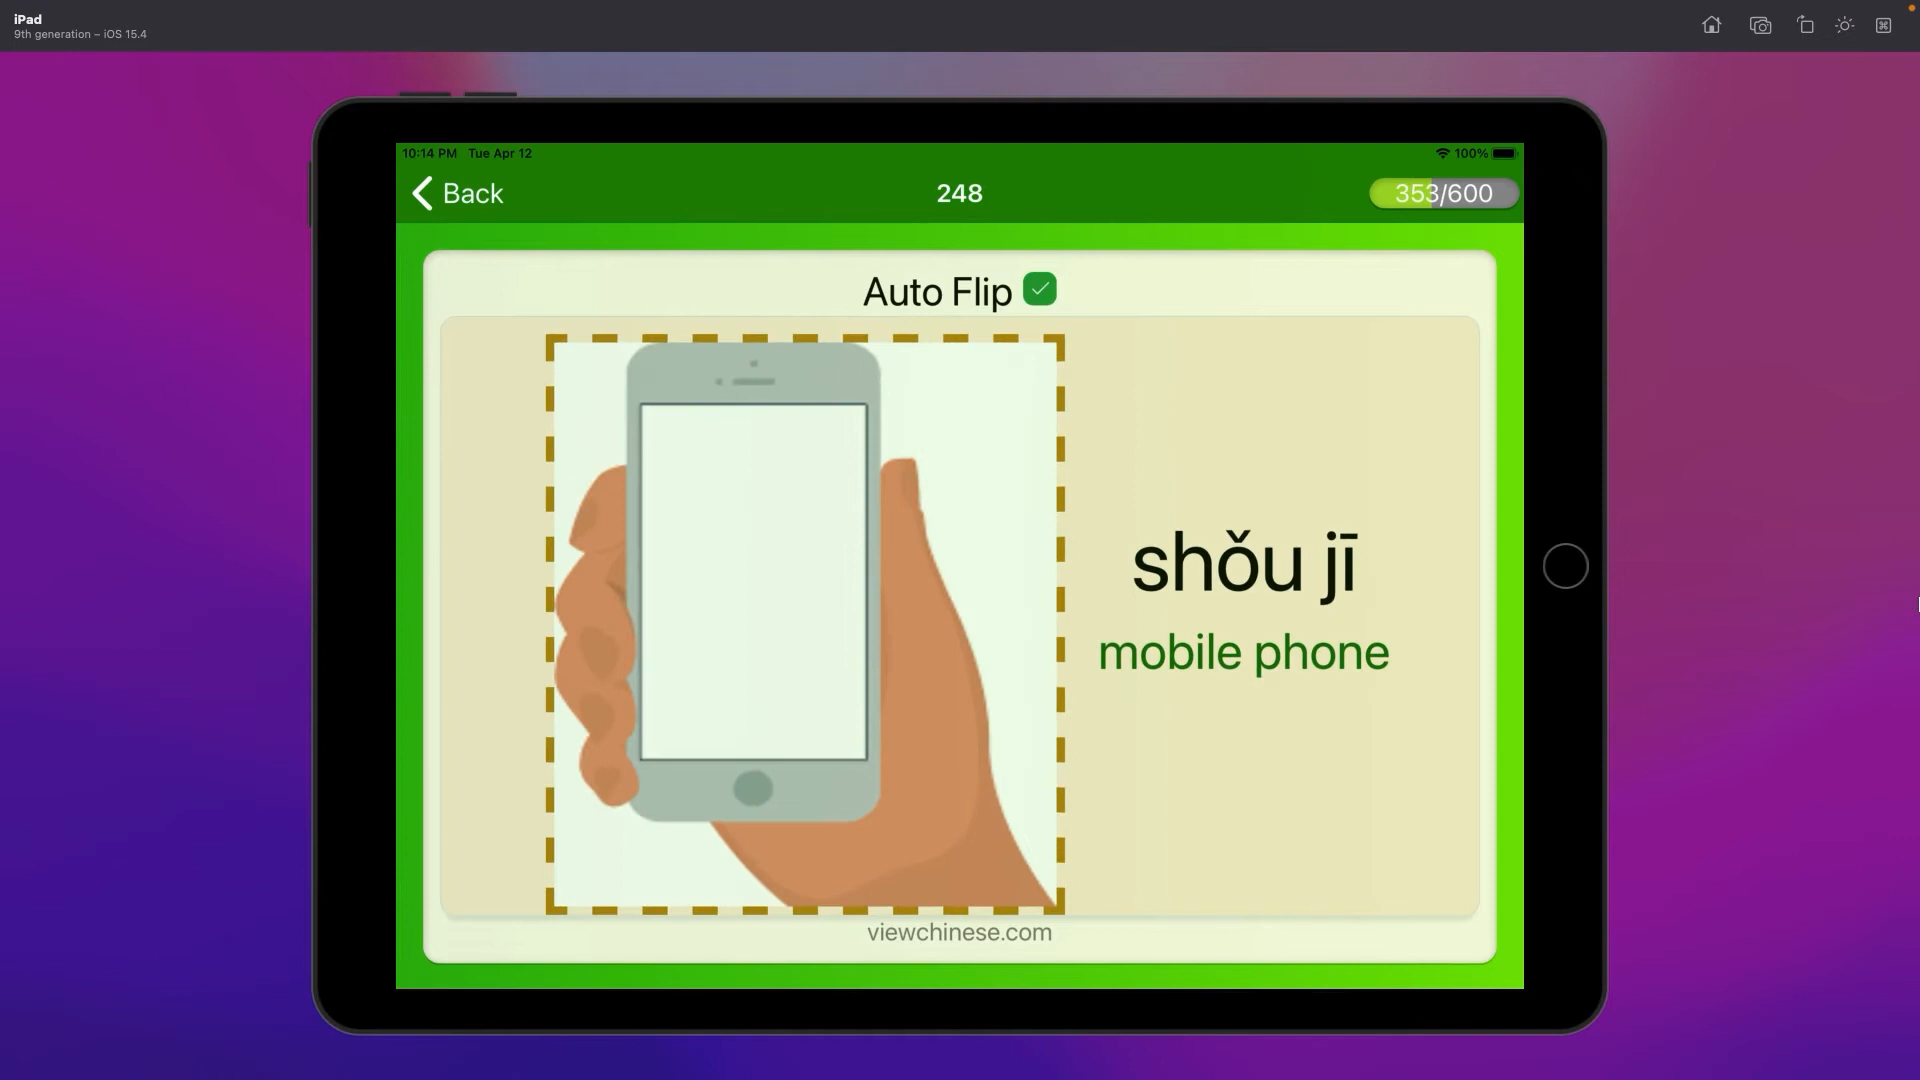 iPad
9th generation – iOS 15.4
10:14 PM Tue Apr 12
100%
Back
248
353/600
Auto Flip
shǒu jī
mobile phone
viewchinese.com